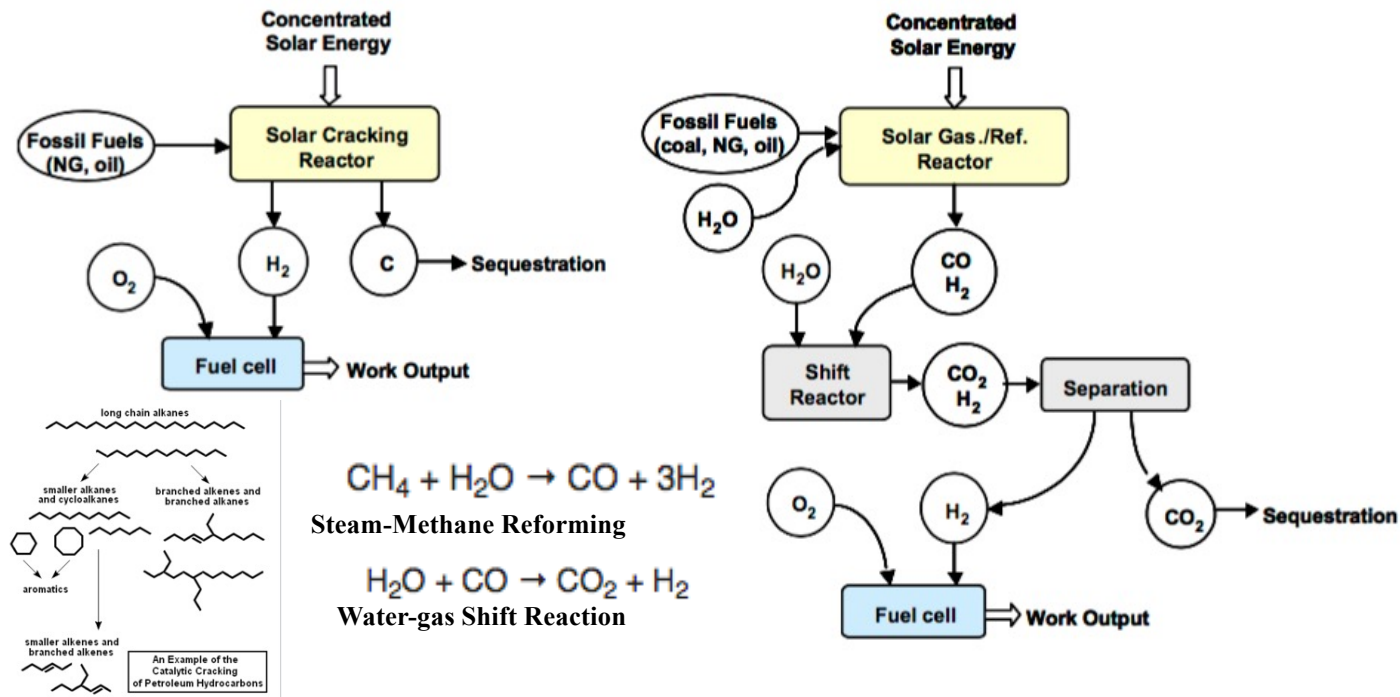 Concentrated
Solar Energy
Fossil Fuels
(NG, oil)
Solar Cracking
Reactor
H₂
C
Sequestration
O₂
Fuel cell
Work Output
long chain alkanes
smaller alkanes
and cycloalkanes
branched alkenes and
branched alkanes
aromatics
smaller alkenes and
branched alkenes
An Example of the
Catalytic Cracking
of Petroleum Hydrocarbons
CH₄ + H₂O → CO + 3H₂
Steam-Methane Reforming
H₂O + CO → CO₂ + H₂
Water-gas Shift Reaction
Concentrated
Solar Energy
Fossil Fuels
(coal, NG, oil)
Solar Gas./Ref.
Reactor
H₂O
H₂O
CO
H₂
Shift
Reactor
CO₂
H₂
Separation
O₂
H₂
CO₂
Sequestration
Fuel cell
Work Output